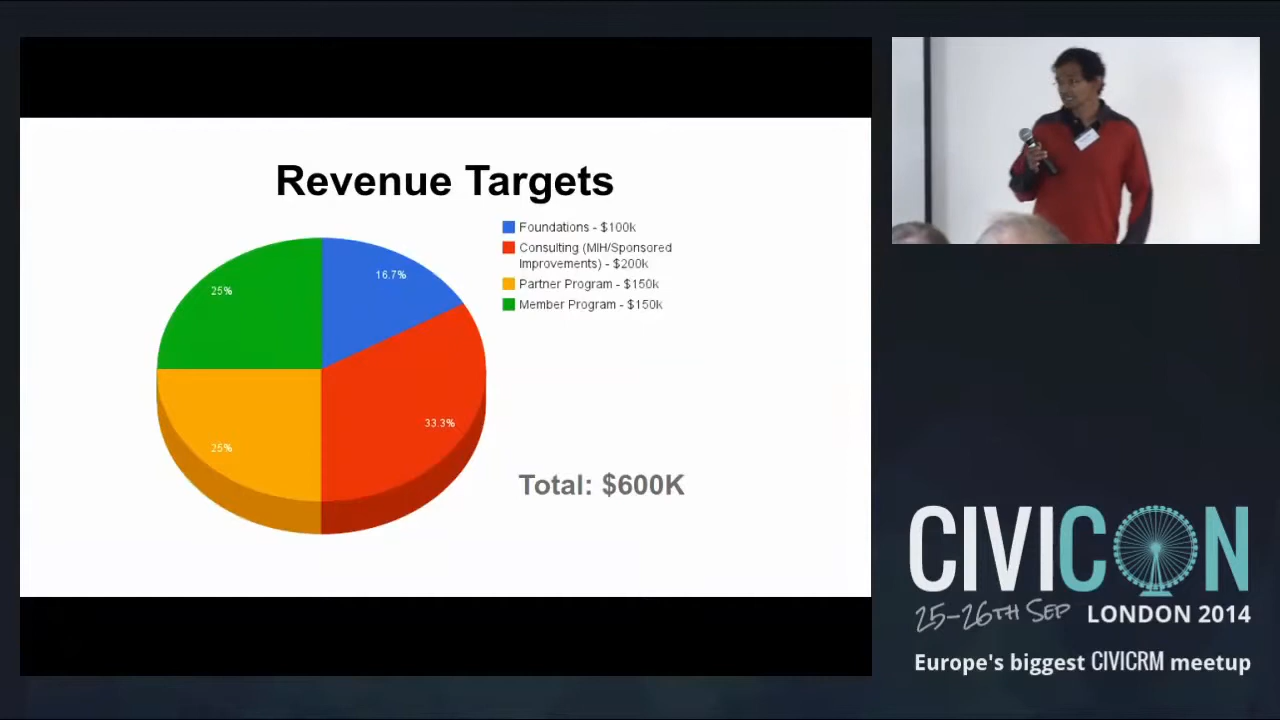 Revenue Targets
Foundations - $100k
Consulting (MIH/Sponsored
Improvements) - $200k
Partner Program - $150k
Member Program - $150k
16.7%
25%
33.3%
25%
Total: $600K
CIVICON
25-26TH SEP LONDON 2014
Europe's biggest CIVICRM meetup